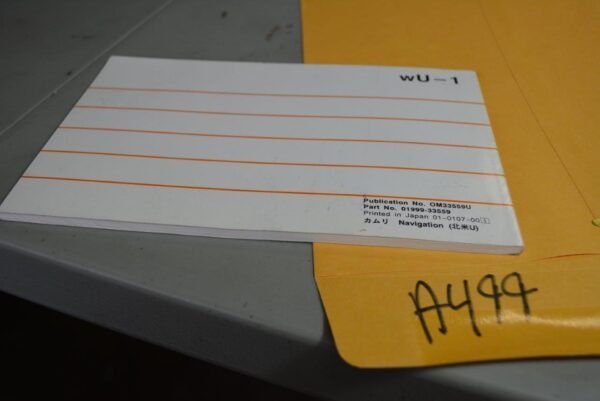 wU-1
Publication No. OM33559U
Part No. 01999-33559
Printed in Japan 01-0107-00 1
カムリ Navigation (北米U)
A499